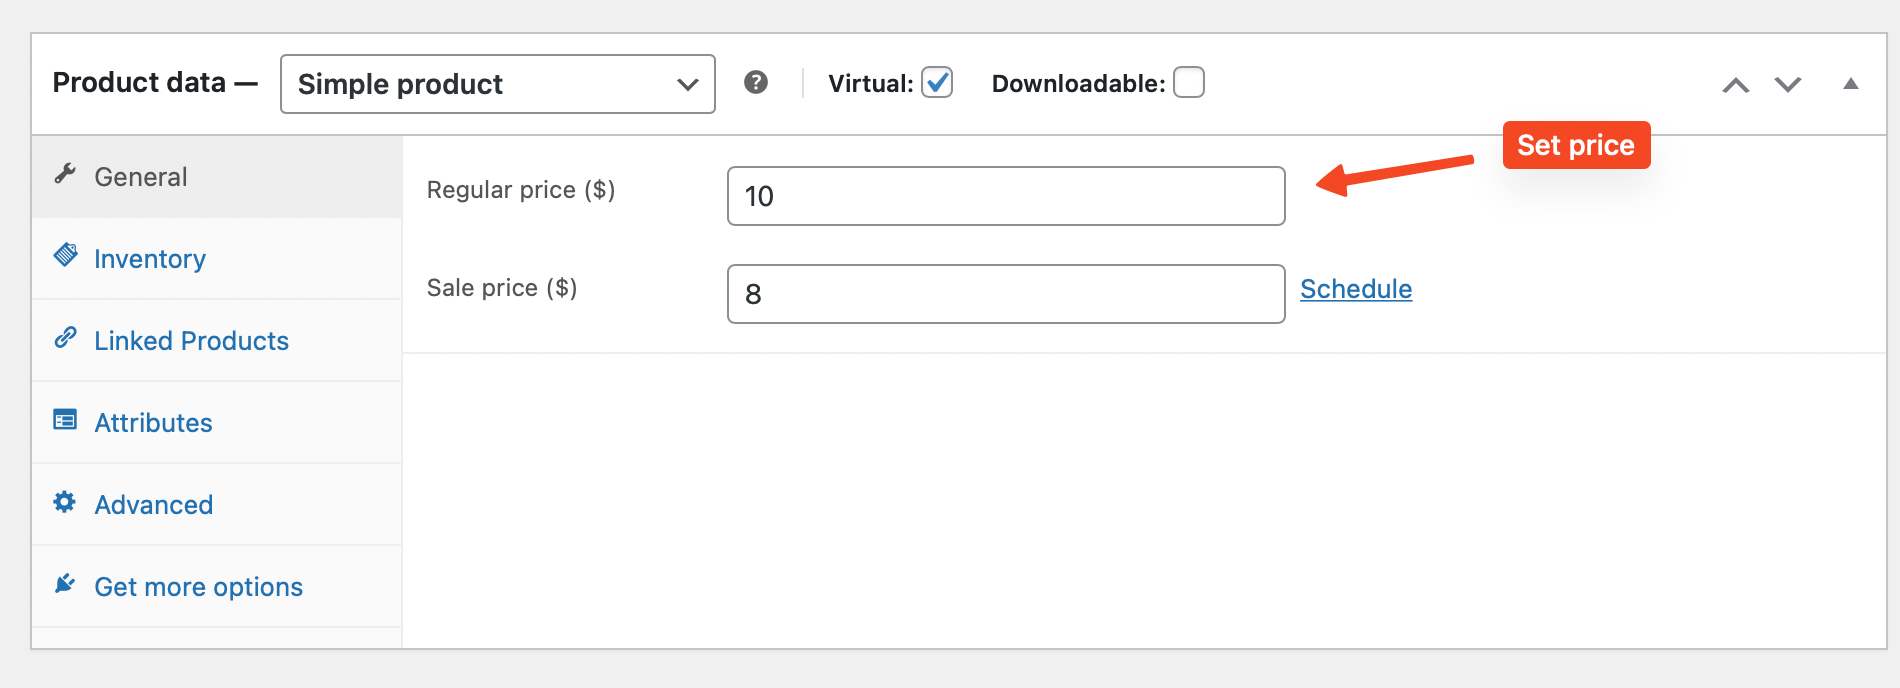 Product data — Simple product ? Virtual: Downloadable:
Set price
General
Regular price ($) 10
Inventory
Sale price ($) 8 Schedule
Linked Products
Attributes
Advanced
Get more options